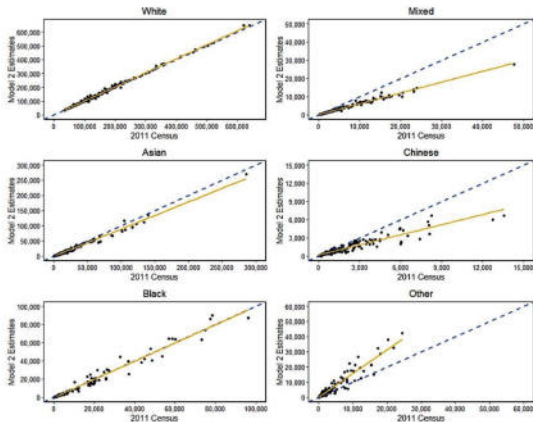 White
Model 2 Estimates
600,000
500,000
400,000
300,000
200,000
100,000
0
0 100,000 200,000 300,000 400,000 500,000 600,000
2011 Census
Mixed
Model 2 Estimates
50,000
40,000
30,000
20,000
10,000
0
0 10,000 20,000 30,000 40,000 50,000
2011 Census
Asian
Model 2 Estimates
300,000
250,000
200,000
150,000
100,000
50,000
0
0 50,000 100,000 150,000 200,000 250,000 300,000
2011 Census
Chinese
Model 2 Estimates
15,000
12,000
9,000
6,000
3,000
0
0 3,000 6,000 9,000 12,000 15,000
2011 Census
Black
Model 2 Estimates
100,000
80,000
60,000
40,000
20,000
0
0 20,000 40,000 60,000 80,000 100,000
2011 Census
Other
Model 2 Estimates
60,000
50,000
40,000
30,000
20,000
10,000
0
0 10,000 20,000 30,000 40,000 50,000 60,000
2011 Census